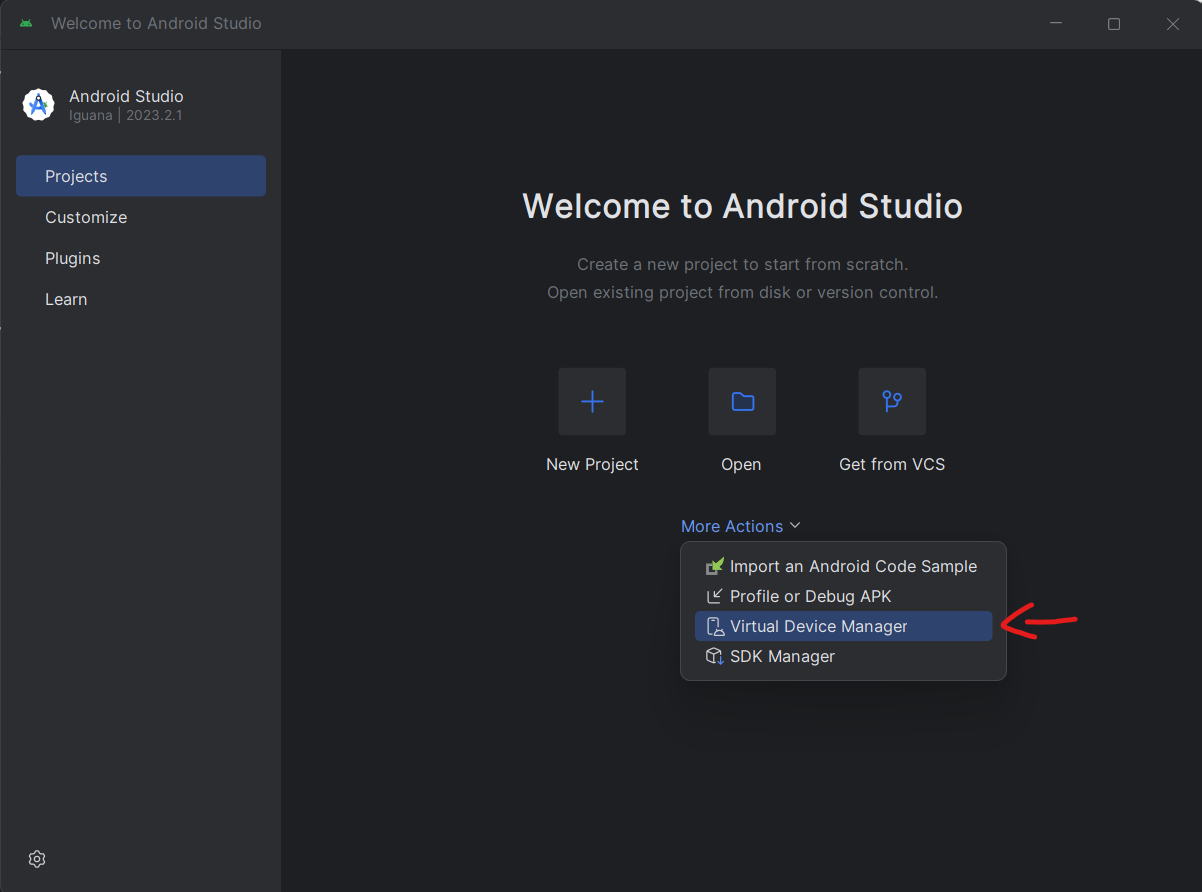 Welcome to Android Studio
Android Studio
Iguana | 2023.2.1
Projects
Customize
Plugins
Learn
Welcome to Android Studio
Create a new project to start from scratch.
Open existing project from disk or version control.
New Project
Open
Get from VCS
More Actions
Import an Android Code Sample
Profile or Debug APK
Virtual Device Manager
SDK Manager